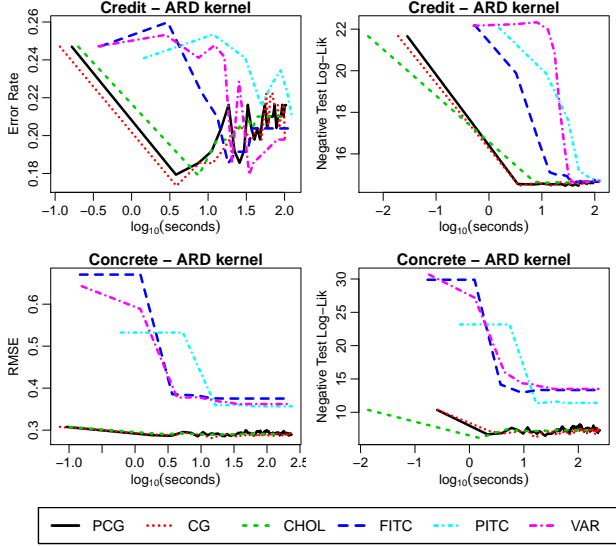 Credit − ARD kernel
Error Rate
0.26
0.24
0.22
0.20
0.18
−1.0 −0.5 0.0 0.5 1.0 1.5 2.0
log10(seconds)
Credit − ARD kernel
Negative Ttest Log−Lik
22
20
18
16
−2 −1 0 1 2
log10(seconds)
Concrete − ARD kernel
RMSE
0.6
0.5
0.4
0.3
−1.0 −0.5 0.0 0.5 1.0 1.5 2.0 2.5
log10(seconds)
Concrete − ARD kernel
Negative Ttest Log−Lik
30
25
20
15
10
−2 −1 0 1 2
log10(seconds)
PCG CG CHOL FITC PITC VAR